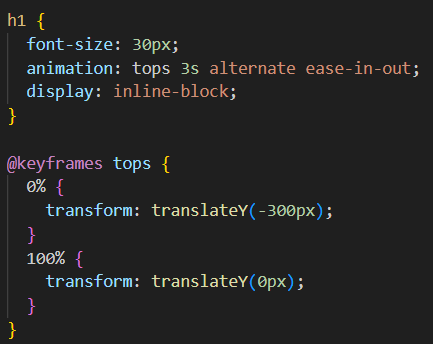 h1 {
  font-size: 30px;
  animation: tops 3s alternate ease-in-out;
  display: inline-block;
}

@keyframes tops {
  0% {
    transform: translateY(-300px);
  }
  100% {
    transform: translateY(0px);
  }
}